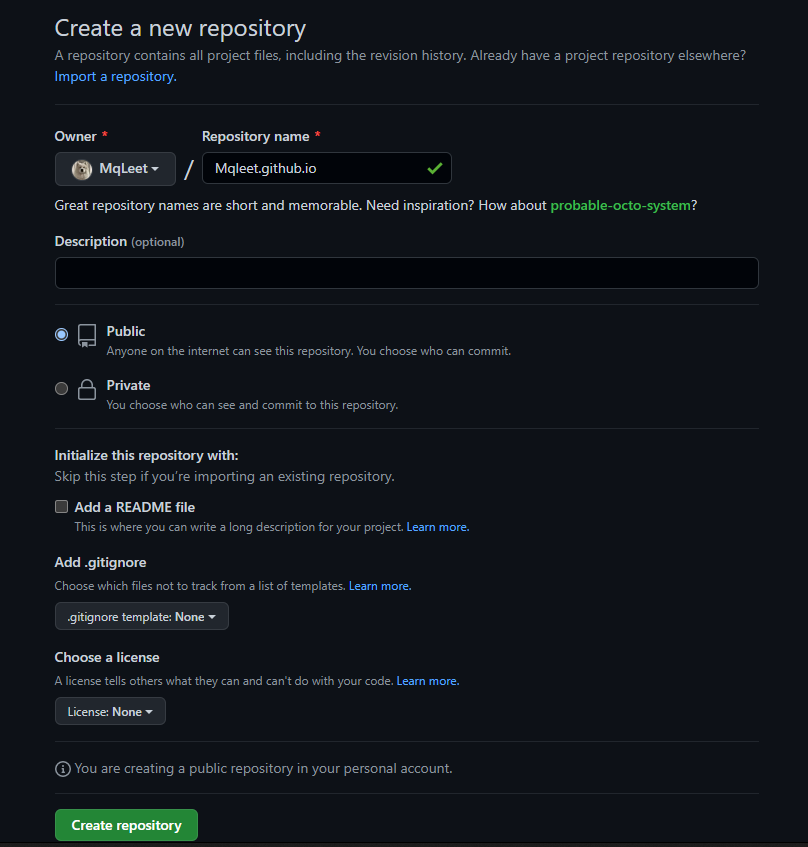 Create a new repository
A repository contains all project files, including the revision history. Already have a project repository elsewhere?
Import a repository.
Owner * Repository name *
MqLeet / Mqleet.github.io
Great repository names are short and memorable. Need inspiration? How about probable-octo-system?
Description (optional)
Public
Anyone on the internet can see this repository. You choose who can commit.
Private
You choose who can see and commit to this repository.
Initialize this repository with:
Skip this step if you're importing an existing repository.
Add a README file
This is where you can write a long description for your project. Learn more.
Add .gitignore
Choose which files not to track from a list of templates. Learn more.
.gitignore template: None
Choose a license
A license tells others what they can and can't do with your code. Learn more.
License: None
You are creating a public repository in your personal account.
Create repository